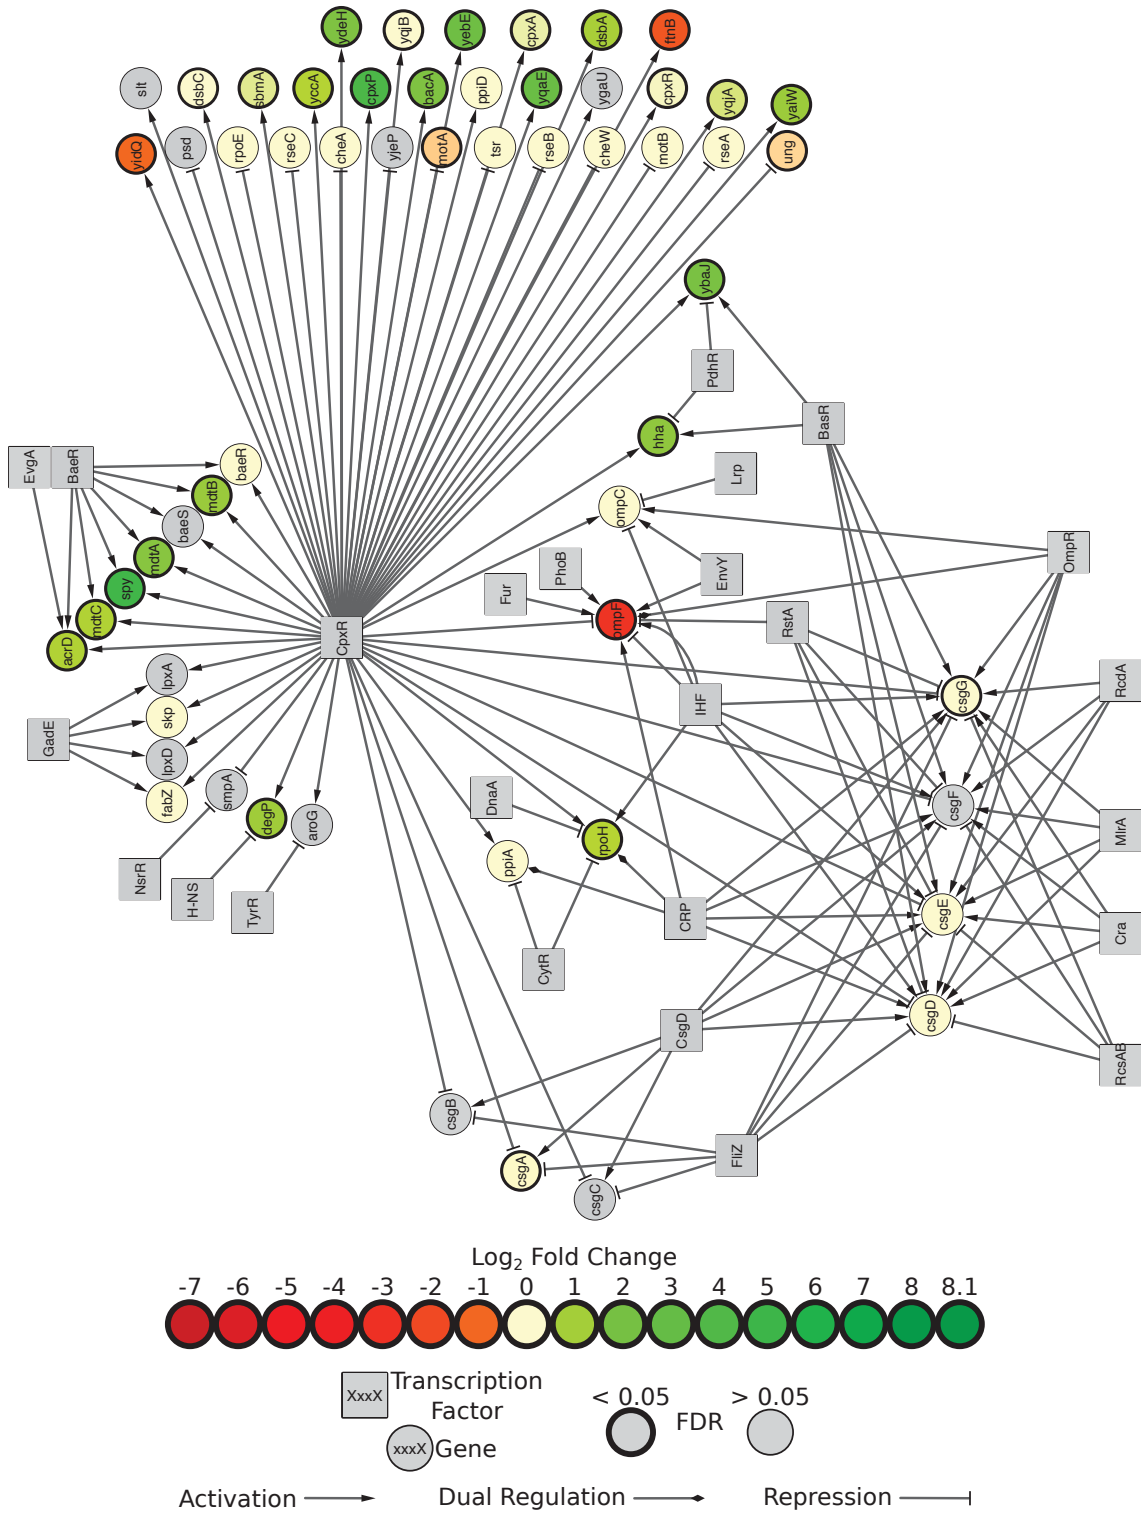 ydeH
yqjB
yebE
cpxA
dsbA
ftnB
slt
dsbC
sbmA
yccA
cpxP
bacA
ppiD
yqaE
ygaU
cpxR
yqjA
yaiW
yidQ
psd
rpoE
rseC
cheA
yjeP
motA
tsr
rseB
cheW
motB
rseA
ung
ybaJ
PdhR
BasR
hha
EvgA
BaeR
baeR
mdtB
baeS
mdtA
spy
mdtC
acrD
Lrp
ompC
OmpR
PhoB
EnvY
Fur
ompF
RstA
CpxR
lpxA
skp
lpxD
fabZ
GadE
smpA
degP
aroG
NsrR
H-NS
TyrR
IHF
csgG
RcdA
DnaA
csgF
rpoH
ppiA
MlrA
CRP
csgE
Cra
CytR
csgD
CsgD
RcsAB
csgB
FliZ
csgA
csgC
Log2 Fold Change
-7 -6 -5 -4 -3 -2 -1 0 1 2 3 4 5 6 7 8 8.1
XxxX Transcription Factor
< 0.05 FDR > 0.05
xxxX Gene
Activation Dual Regulation Repression